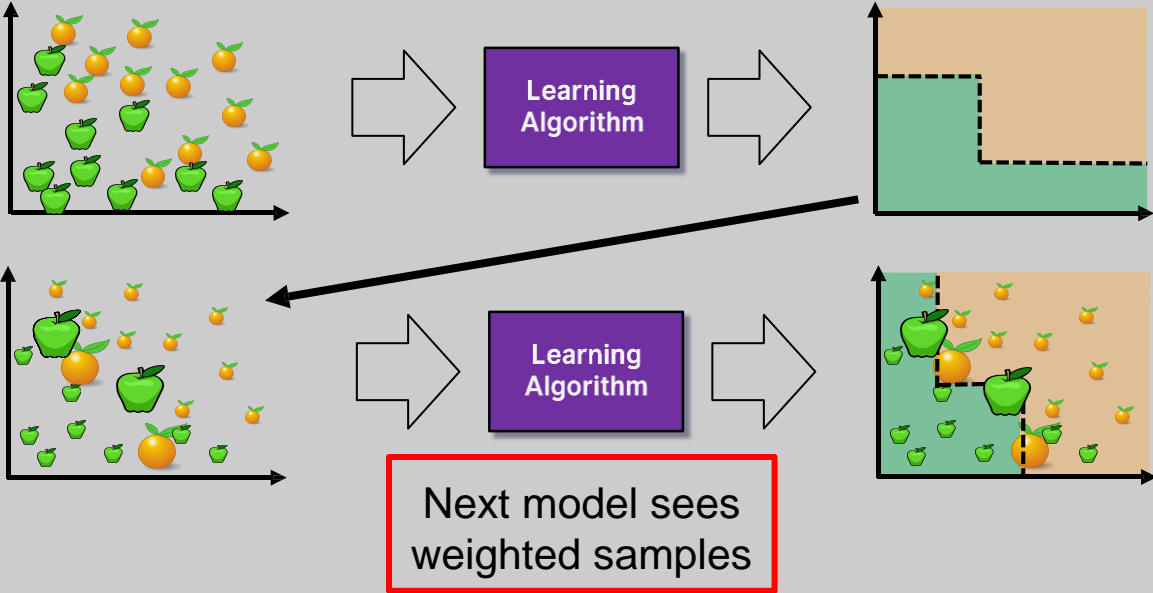 Learning
Algorithm
Learning
Algorithm
Next model sees
weighted samples